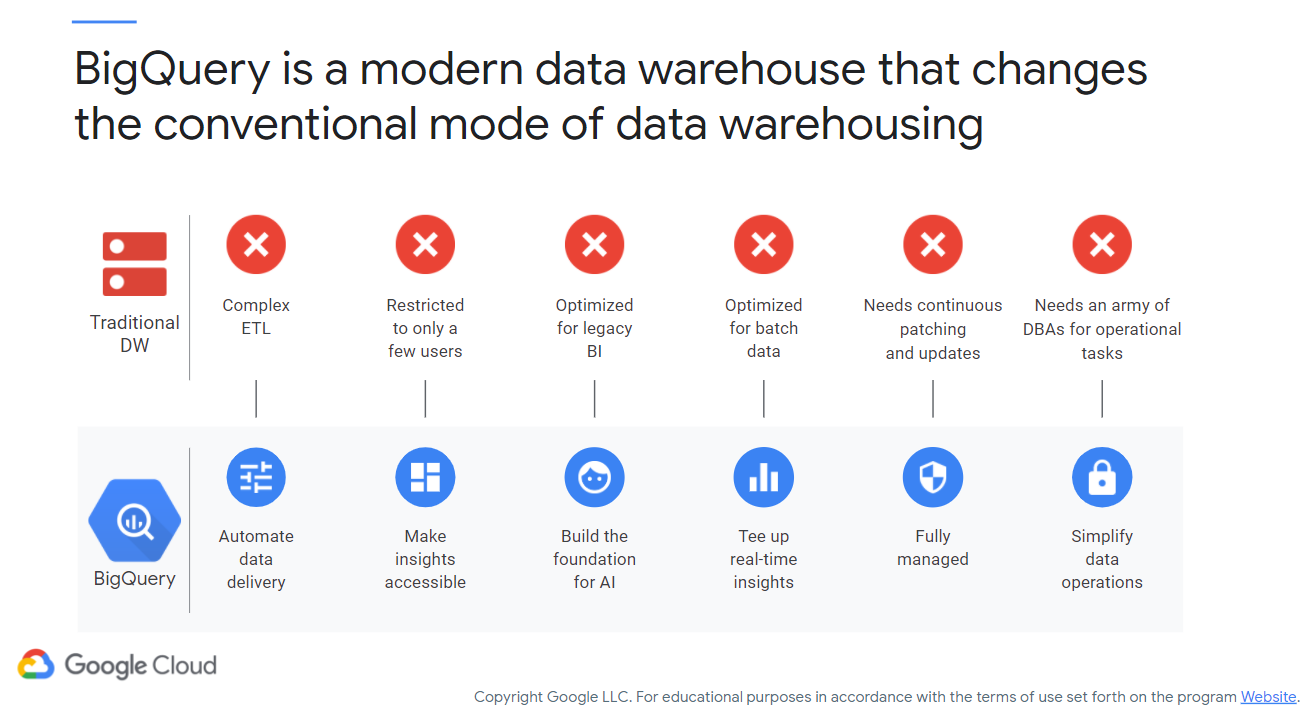 BigQuery is a modern data warehouse that changes
the conventional mode of data warehousing
Traditional
DW
Complex
ETL
Restricted
to only a
few users
Optimized
for legacy
BI
Optimized
for batch
data
Needs continuous
patching
and updates
Needs an army of
DBAs for operational
tasks
BigQuery
Automate
data
delivery
Make
insights
accessible
Build the
foundation
for AI
Tee up
real-time
insights
Fully
managed
Simplify
data
operations
Google Cloud
Copyright Google LLC. For educational purposes in accordance with the terms of use set forth on the program Website.